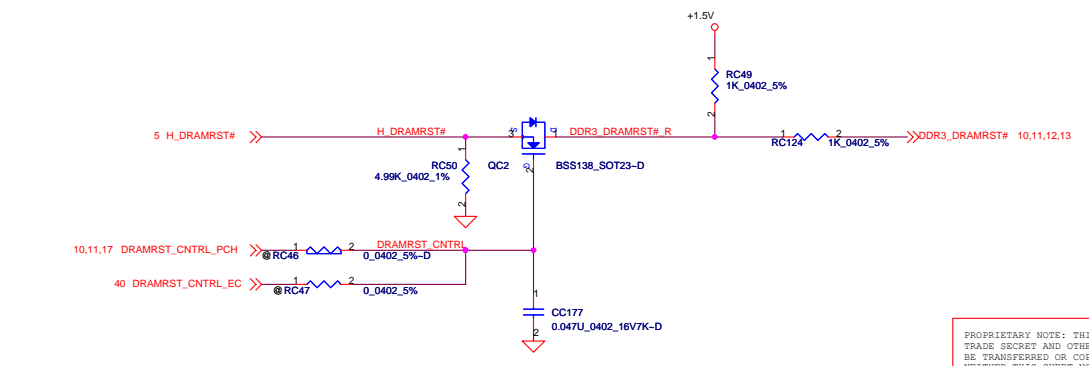 +1.5V
1
RC49
1K_0402_5%
2
5 H_DRAMRST#
H_DRAMRST#
3
S
D
1
DDR3_DRAMRST#_R
1
2
DDR3_DRAMRST# 10,11,12,13
RC124
1K_0402_5%
1
RC50
4.99K_0402_1%
2
QC2
G
2
BSS138_SOT23~D
10,11,17 DRAMRST_CNTRL_PCH
1
2
DRAMRST_CNTRL
@RC46
0_0402_5%~D
40 DRAMRST_CNTRL_EC
1
2
@RC47
0_0402_5%
1
CC177
0.047U_0402_16V7K~D
2
PROPRIETARY NOTE: THI
TRADE SECRET AND OTHE
BE TRANSFERRED OR COP